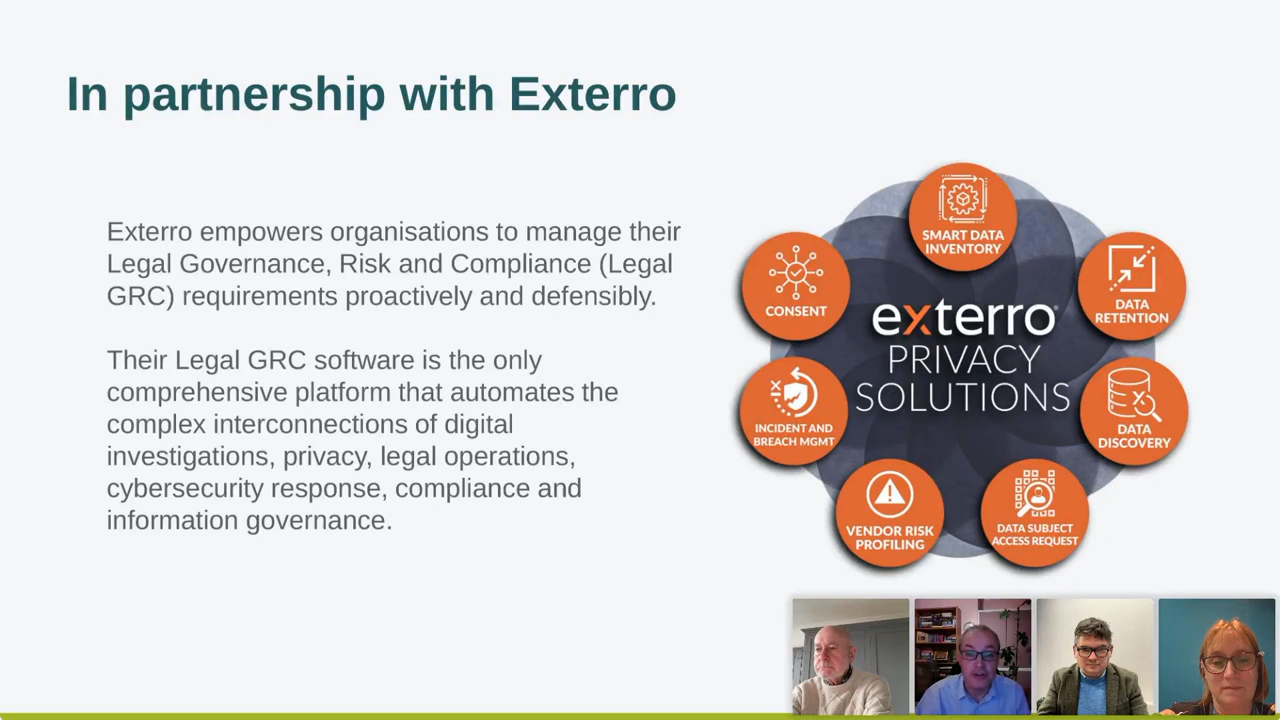 In partnership with Exterro
Exterro empowers organisations to manage their
Legal Governance, Risk and Compliance (Legal
GRC) requirements proactively and defensibly.
Their Legal GRC software is the only
comprehensive platform that automates the
complex interconnections of digital
investigations, privacy, legal operations,
cybersecurity response, compliance and
information governance.
SMART DATA
INVENTORY
CONSENT
DATA
RETENTION
exterro
PRIVACY
SOLUTIONS
INCIDENT AND
BREACH MGMT
DATA
DISCOVERY
VENDOR RISK
PROFILING
DATA SUBJECT
ACCESS REQUEST